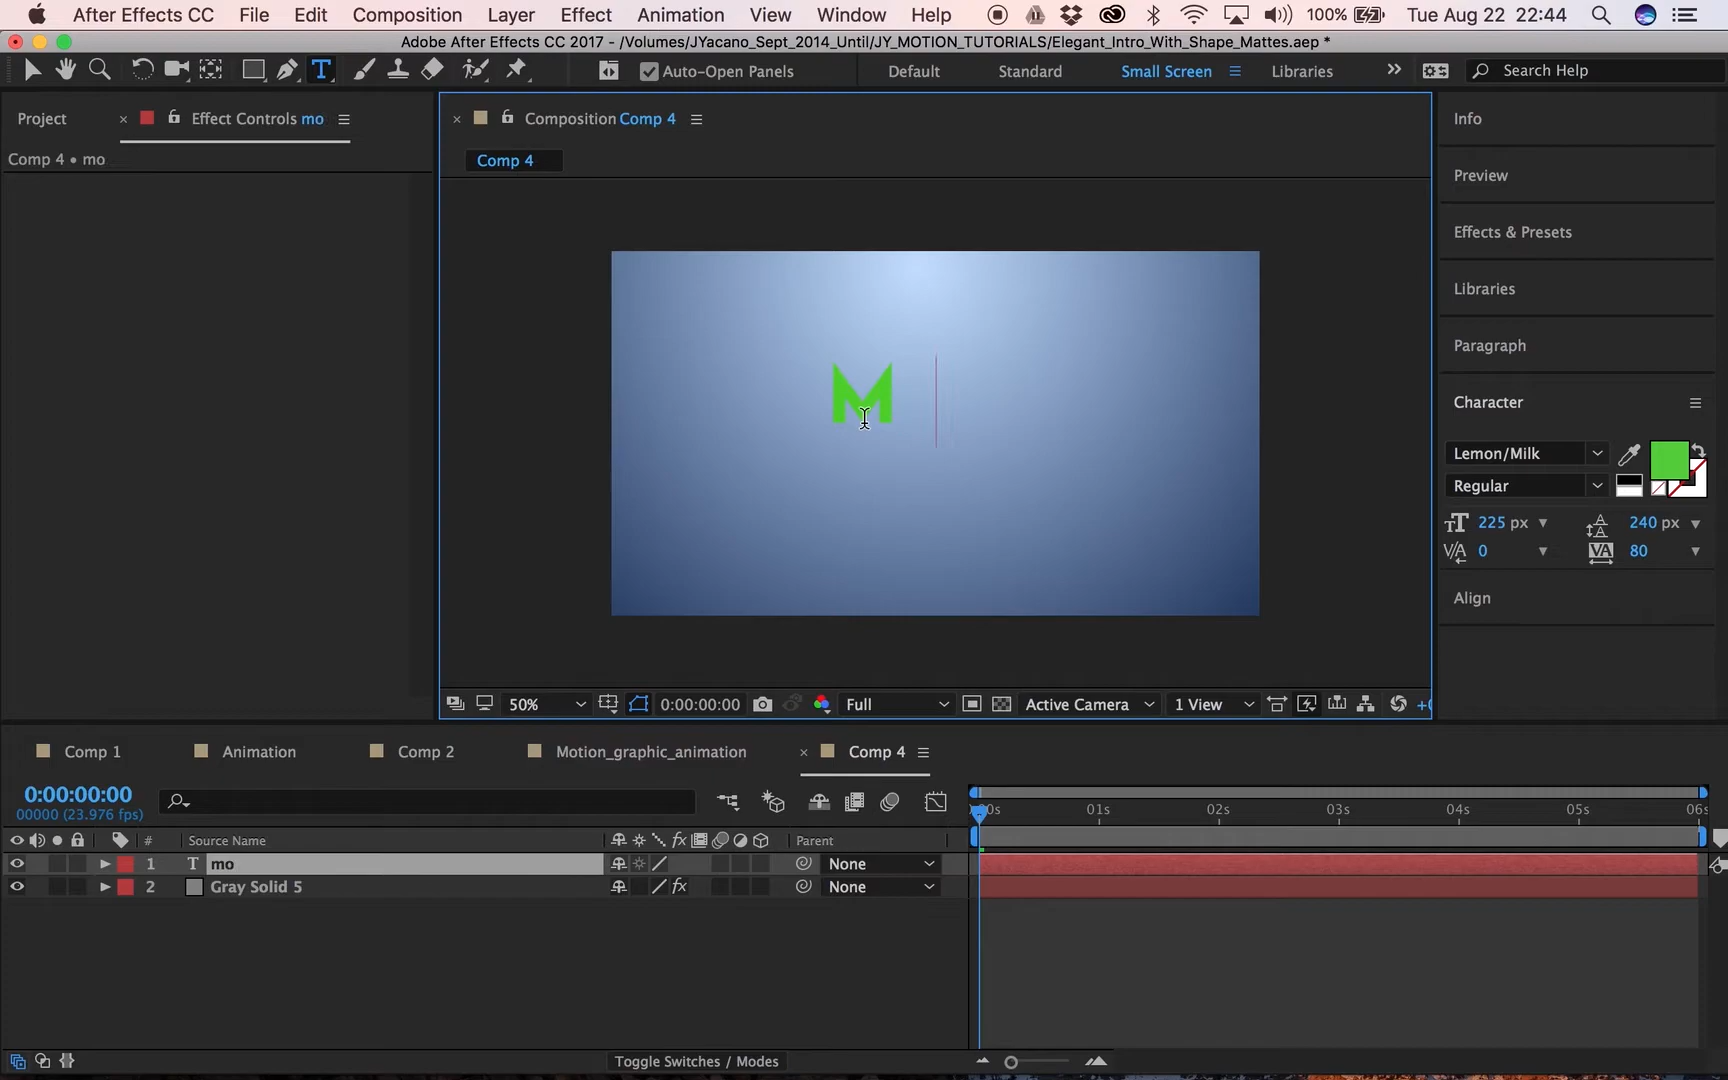 After Effects CC File Edit Composition Layer Effect Animation View Window Help 100% Tue Aug 22 22:44
Adobe After Effects CC 2017 - /Volumes/JYacano_Sept_2014_Until/JY_MOTION_TUTORIALS/Elegant_Intro_With_Shape_Mattes.aep *
T Auto-Open Panels Default Standard Small Screen Libraries Search Help
Project Effect Controls mo
Composition Comp 4
Info
Comp 4 • mo
Comp 4
Preview
Effects & Presets
Libraries
Paragraph
M
Character
Lemon/Milk
Regular
225 px 240 px
0 80
Align
50% 0:00:00:00 Full Active Camera 1 View
Comp 1 Animation Comp 2 Motion_graphic_animation Comp 4
0:00:00:00
00000 (23.976 fps)
:00s 01s 02s 03s 04s 05s 06s
# Source Name fx Parent
1 T mo None
2 Gray Solid 5 fx None
Toggle Switches / Modes